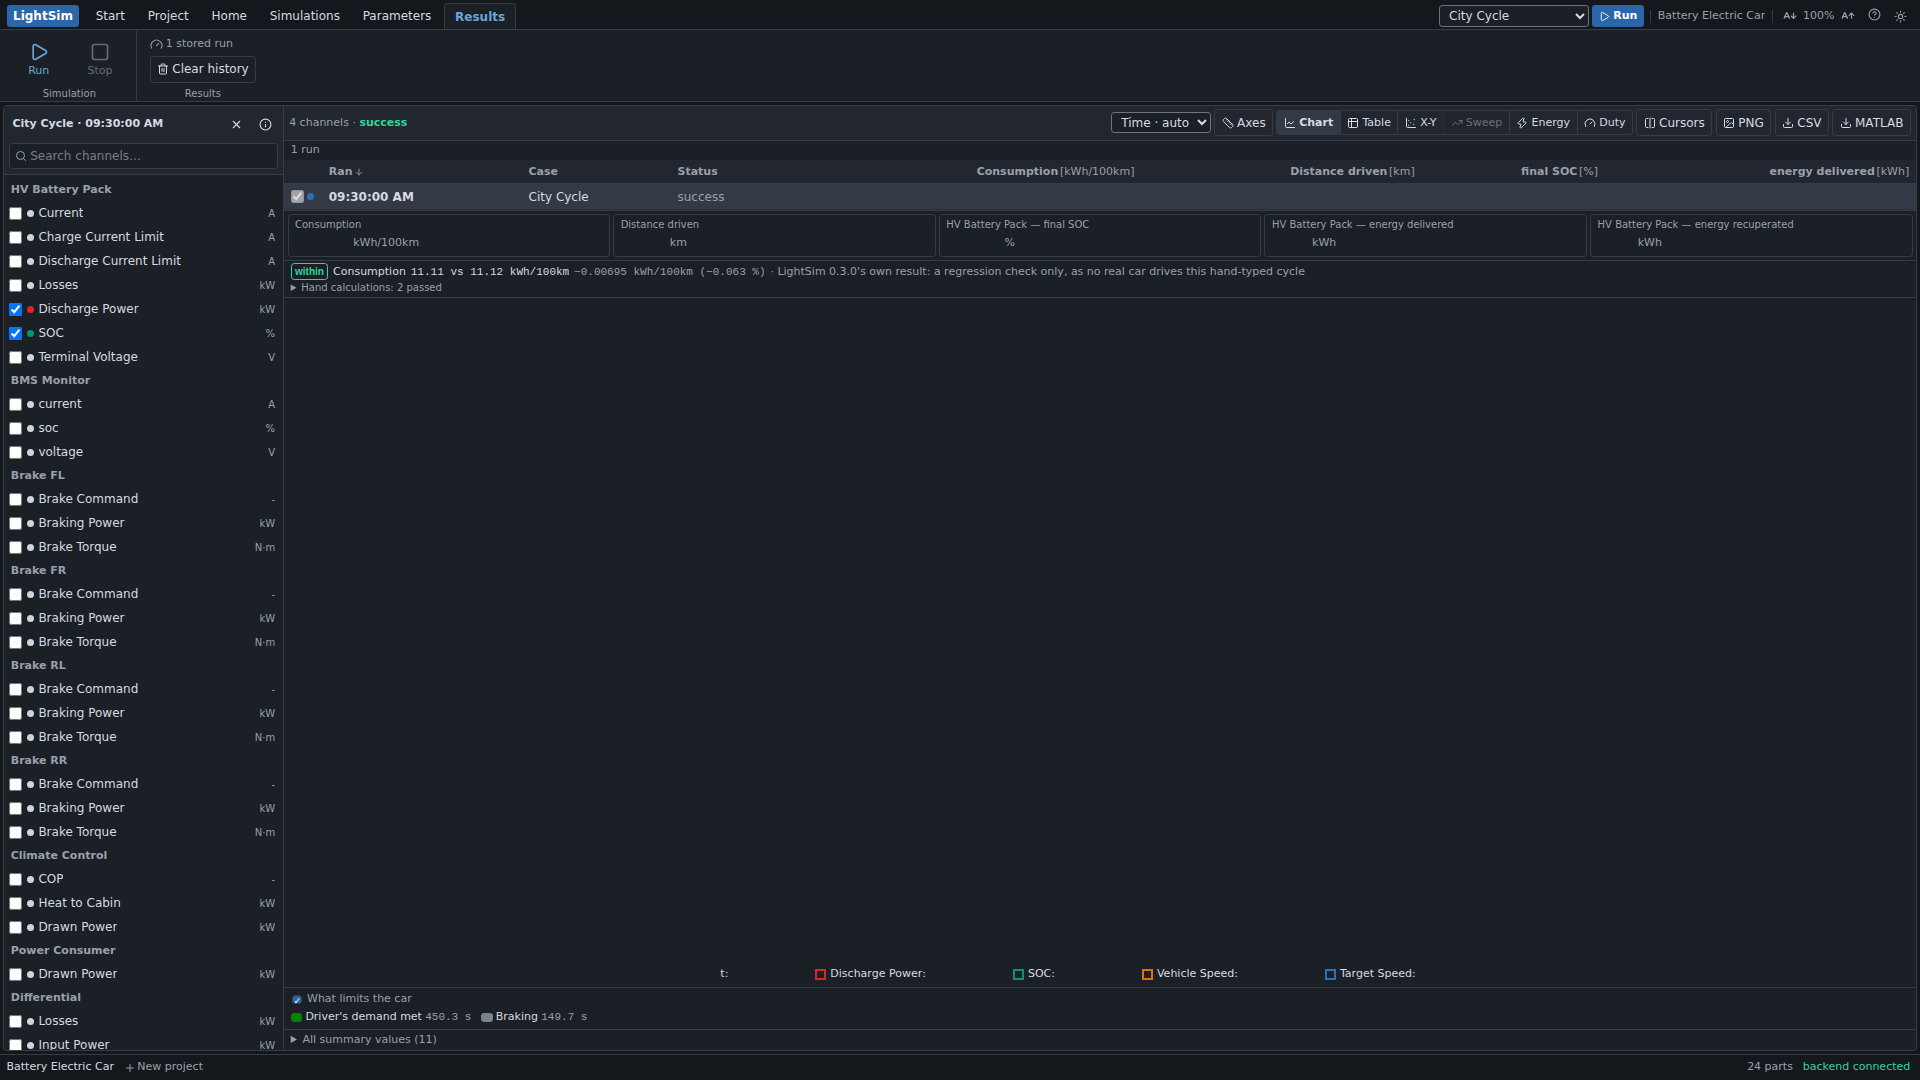 LightSim Start Project Home Simulations Parameters Results City Cycle Run Battery Electric Car 100%
1 stored run
Run Stop Clear history
Simulation Results
City Cycle · 09:30:00 AM
4 channels · success Time · auto Axes Chart Table X-Y Sweep Energy Duty Cursors PNG CSV MATLAB
Search channels...
1 run
Ran ↓ Case Status Consumption [kWh/100km] Distance driven [km] final SOC [%] energy delivered [kWh]
09:30:00 AM City Cycle success
Consumption Distance driven HV Battery Pack — final SOC HV Battery Pack — energy delivered HV Battery Pack — energy recuperated
kWh/100km km % kWh kWh
within Consumption 11.11 vs 11.12 kWh/100km −0.00695 kWh/100km (−0.063 %) · LightSim 0.3.0's own result: a regression check only, as no real car drives this hand-typed cycle
Hand calculations: 2 passed
HV Battery Pack
Current A
Charge Current Limit A
Discharge Current Limit A
Losses kW
Discharge Power kW
SOC %
Terminal Voltage V
BMS Monitor
current A
soc %
voltage V
Brake FL
Brake Command -
Braking Power kW
Brake Torque N·m
Brake FR
Brake Command -
Braking Power kW
Brake Torque N·m
Brake RL
Brake Command -
Braking Power kW
Brake Torque N·m
Brake RR
Brake Command -
Braking Power kW
Brake Torque N·m
Climate Control
COP -
Heat to Cabin kW
Drawn Power kW
Power Consumer
Drawn Power kW
Differential
Losses kW
Input Power kW
t: Discharge Power: SOC: Vehicle Speed: Target Speed:
What limits the car
Driver's demand met 450.3 s Braking 149.7 s
All summary values (11)
Battery Electric Car + New project 24 parts backend connected